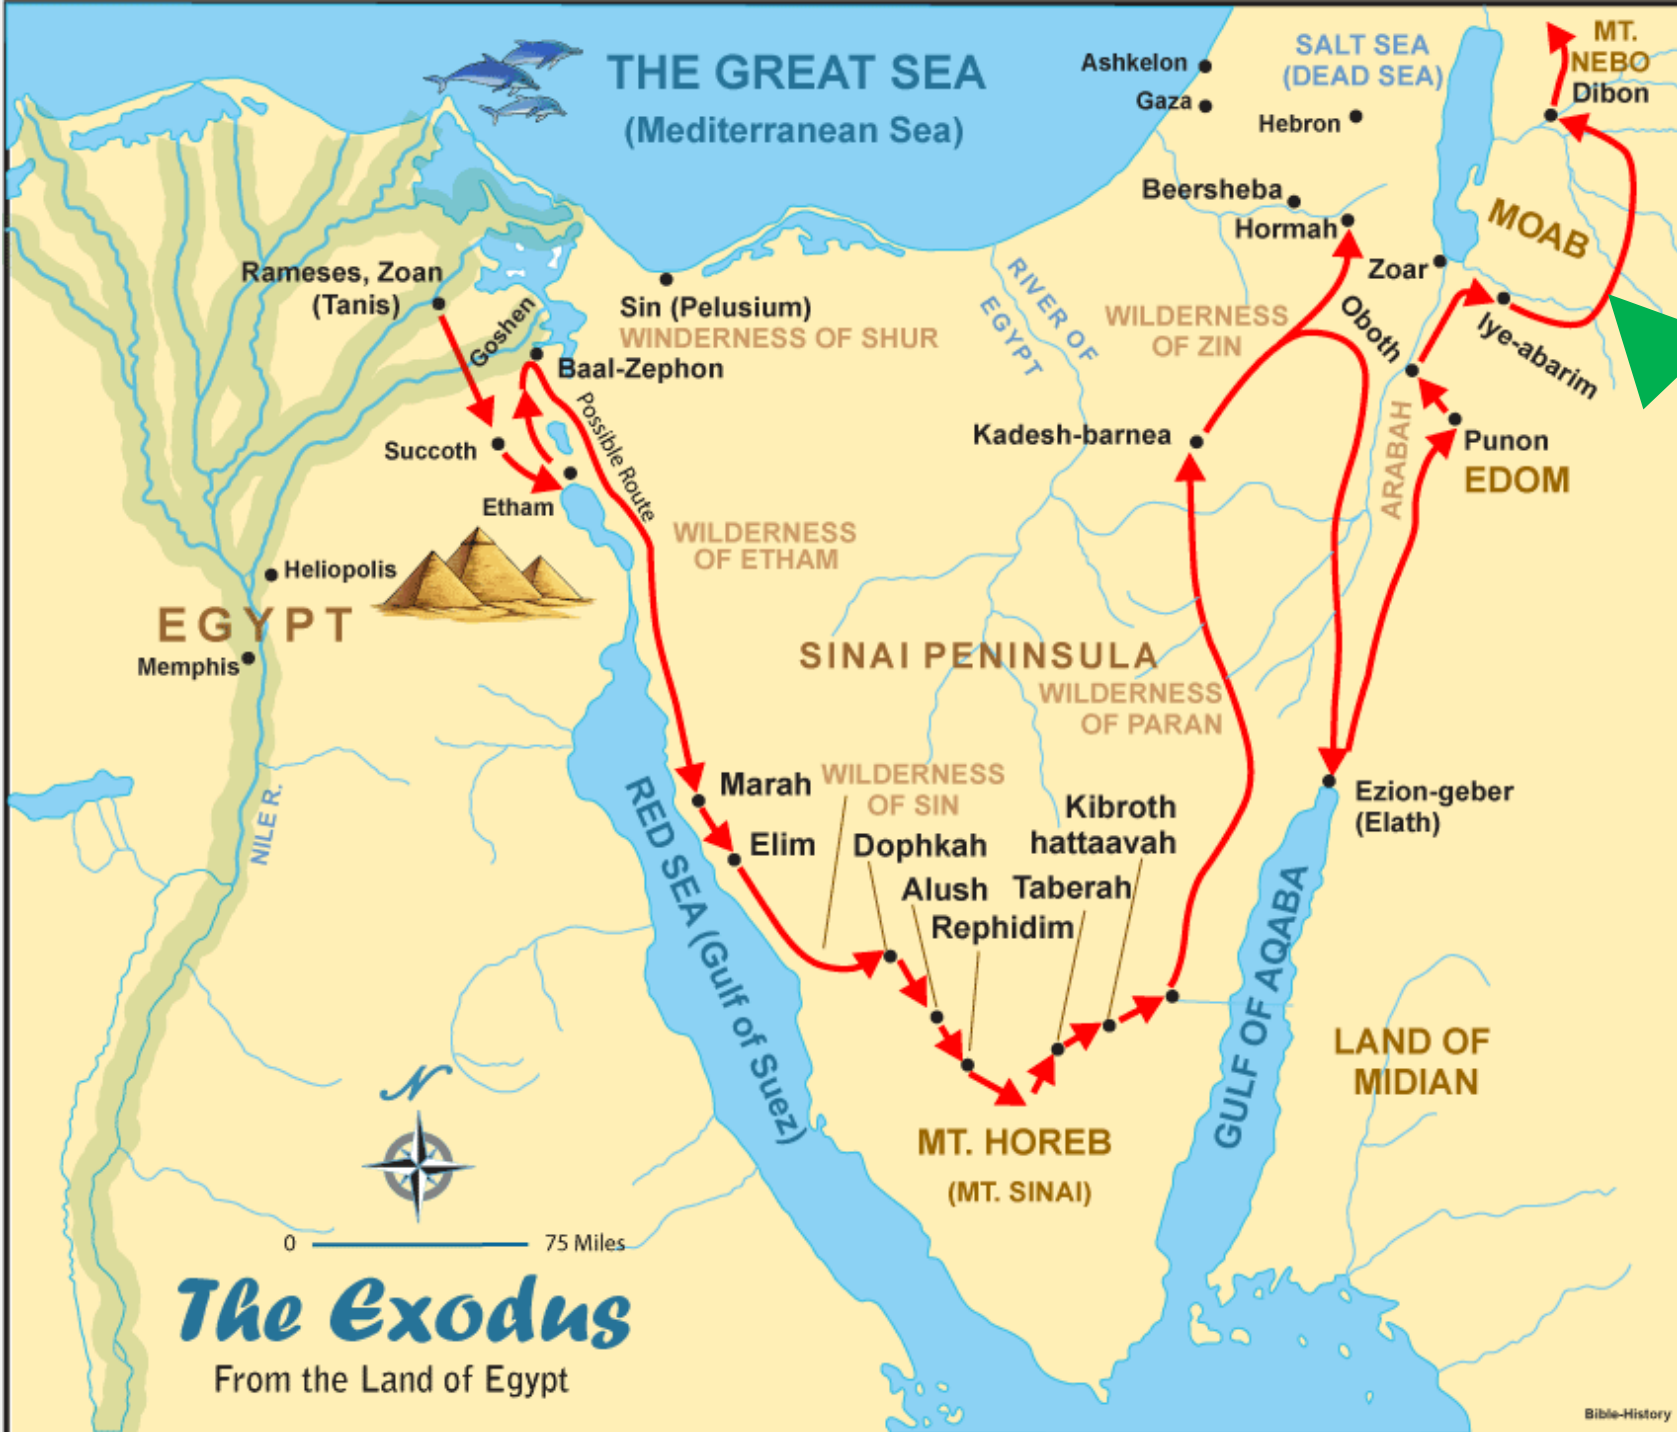 THE GREAT SEA
(Mediterranean Sea)
Ashkelon
Gaza
SALT SEA
(DEAD SEA)
Hebron
MT.
NEBO
Dibon
Beersheba
Hormah
MOAB
Zoar
Rameses, Zoan
(Tanis)
Goshen
Sin (Pelusium)
WINDERNESS OF SHUR
RIVER OF
EGYPT
WILDERNESS
OF ZIN
Oboth
Iye-abarim
Baal-Zephon
Possible Route
Succoth
Etham
Kadesh-barnea
ARABAH
Punon
EDOM
WILDERNESS
OF ETHAM
Heliopolis
EGYPT
Memphis
SINAI PENINSULA
WILDERNESS
OF PARAN
NILE R.
RED SEA (Gulf of Suez)
Marah
Elim
WILDERNESS
OF SIN
Dophkah
Alush
Rephidim
Kibroth
hattaavah
Taberah
Ezion-geber
(Elath)
GULF OF AQABA
LAND OF
MIDIAN
MT. HOREB
(MT. SINAI)
N
0 75 Miles
The Exodus
From the Land of Egypt
Bible-History